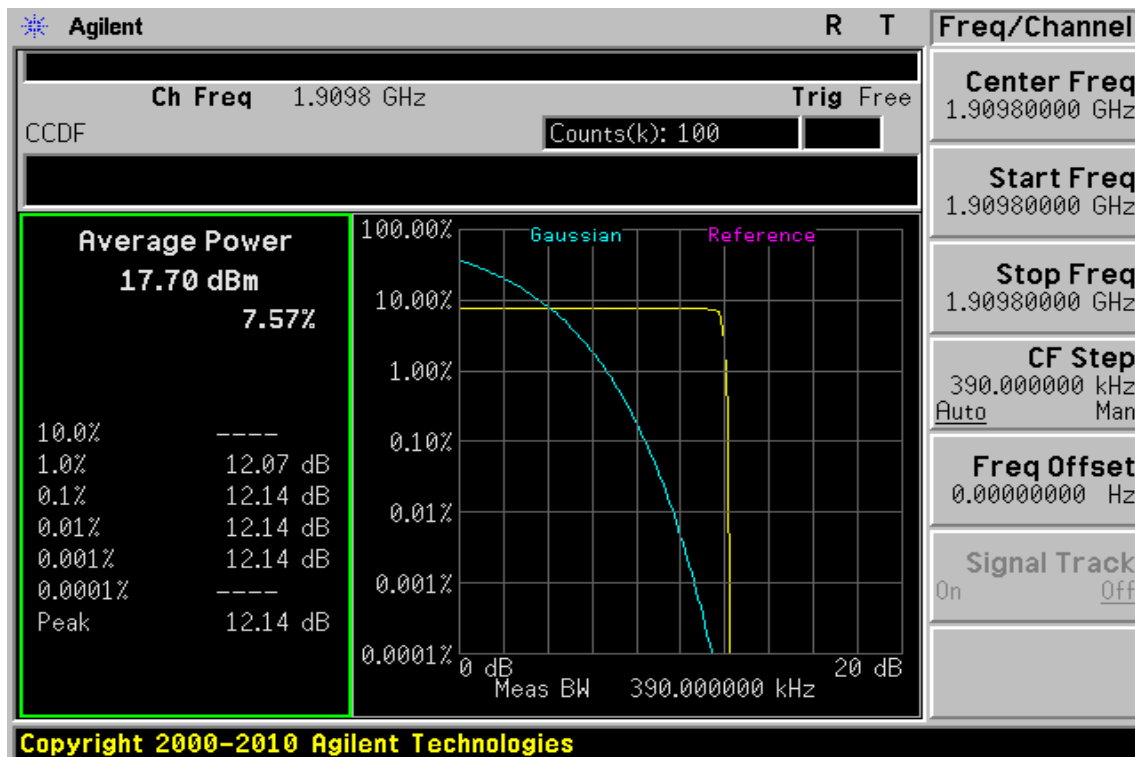 Agilent R T
Ch Freq 1.9098 GHz Trig Free
CCDF Counts(k): 100
Average Power
17.70 dBm
7.57%
10.0% ----
1.0% 12.07 dB
0.1% 12.14 dB
0.01% 12.14 dB
0.001% 12.14 dB
0.0001% ----
Peak 12.14 dB
Gaussian Reference
100.00%
10.00%
1.00%
0.10%
0.01%
0.001%
0.0001%
0 dB 20 dB
Meas BW 390.000000 kHz
Freq/Channel
Center Freq
1.90980000 GHz
Start Freq
1.90980000 GHz
Stop Freq
1.90980000 GHz
CF Step
390.000000 kHz
Auto Man
Freq Offset
0.00000000 Hz
Signal Track
On Off
Copyright 2000-2010 Agilent Technologies